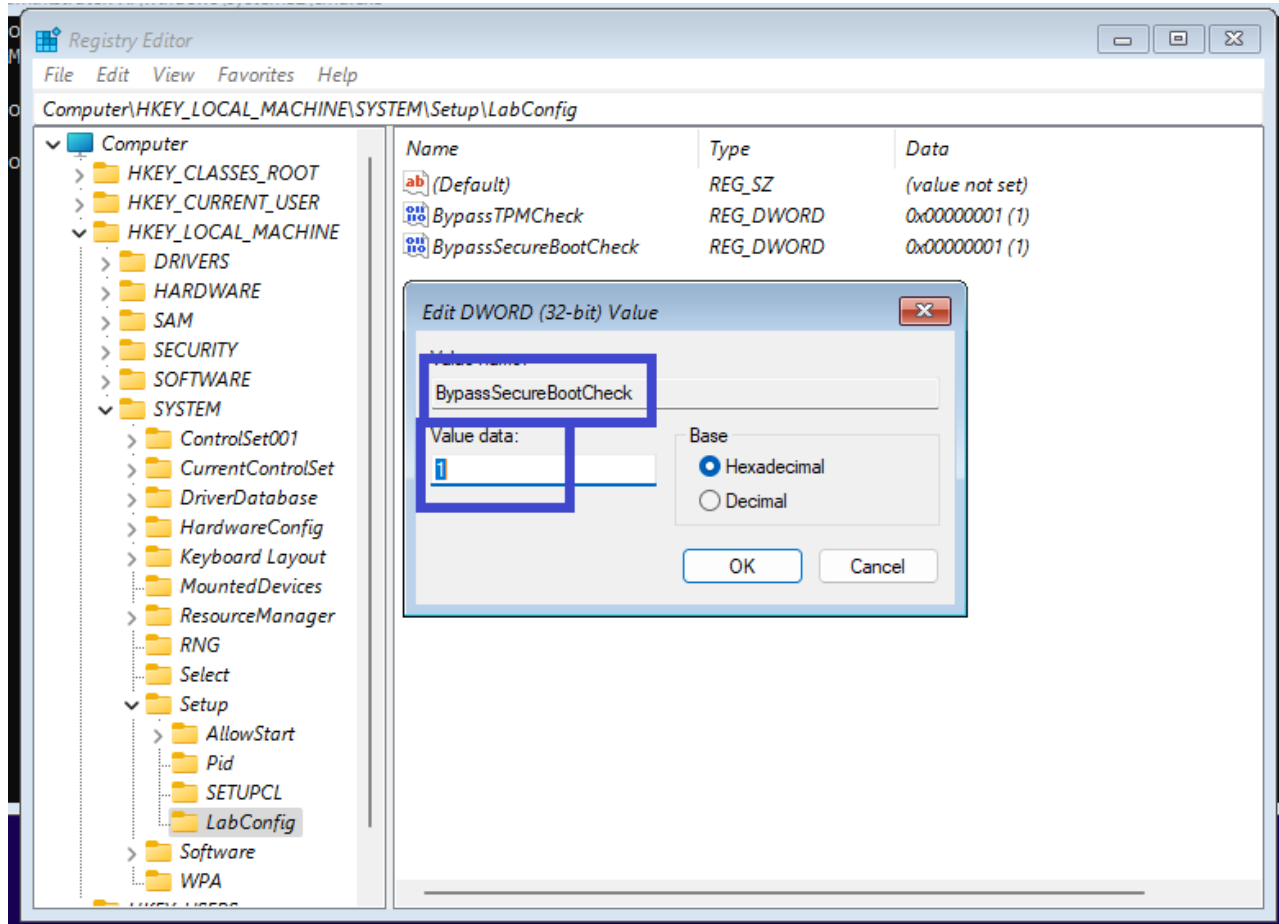 Registry Editor
File Edit View Favorites Help
Computer\HKEY_LOCAL_MACHINE\SYSTEM\Setup\LabConfig
Computer
HKEY_CLASSES_ROOT
HKEY_CURRENT_USER
HKEY_LOCAL_MACHINE
DRIVERS
HARDWARE
SAM
SECURITY
SOFTWARE
SYSTEM
ControlSet001
CurrentControlSet
DriverDatabase
HardwareConfig
Keyboard Layout
MountedDevices
ResourceManager
RNG
Select
Setup
AllowStart
Pid
SETUPCL
LabConfig
Software
WPA
Name Type Data
(Default) REG_SZ (value not set)
BypassTPMCheck REG_DWORD 0x00000001 (1)
BypassSecureBootCheck REG_DWORD 0x00000001 (1)
Edit DWORD (32-bit) Value
BypassSecureBootCheck
Value data:
1
Base
Hexadecimal
Decimal
OK Cancel